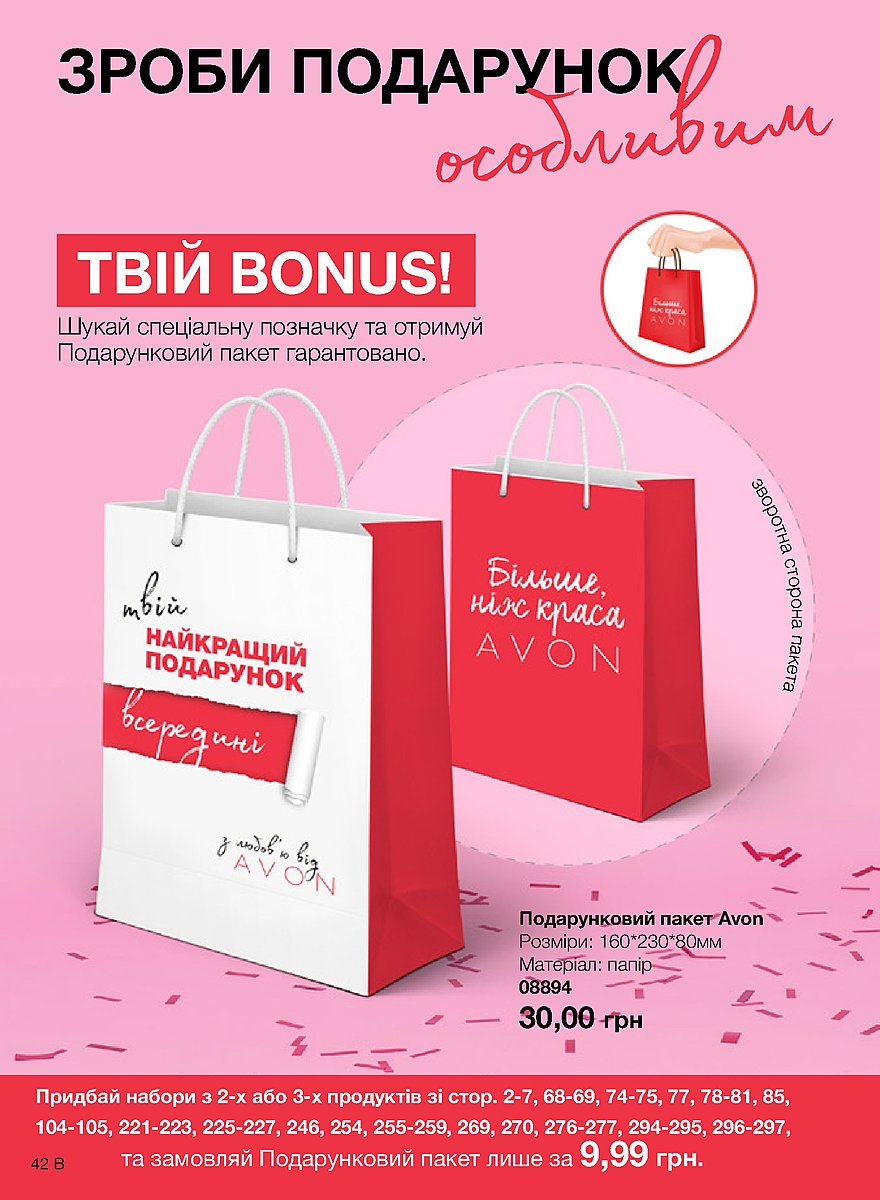 ЗРОБИ ПОДАРУНОК
особливим
ТВІЙ BONUS!
Шукай спеціальну позначку та отримуй
Подарунковий пакет гарантовано.
Більше,
ніж краса
AVON
зворотна сторона пакета
Більше,
ніж краса
AVON
твій
НАЙКРАЩИЙ
ПОДАРУНОК
всередині
з любов'ю від
AVON
Подарунковий пакет Avon
Розміри: 160*230*80мм
Матеріал: папір
08894
30,00 грн
Придбай набори з 2-х або 3-х продуктів зі стор. 2-7, 68-69, 74-75, 77, 78-81, 85,
104-105, 221-223, 225-227, 246, 254, 255-259, 269, 270, 276-277, 294-295, 296-297,
та замовляй Подарунковий пакет лише за 9,99 грн.
42 B